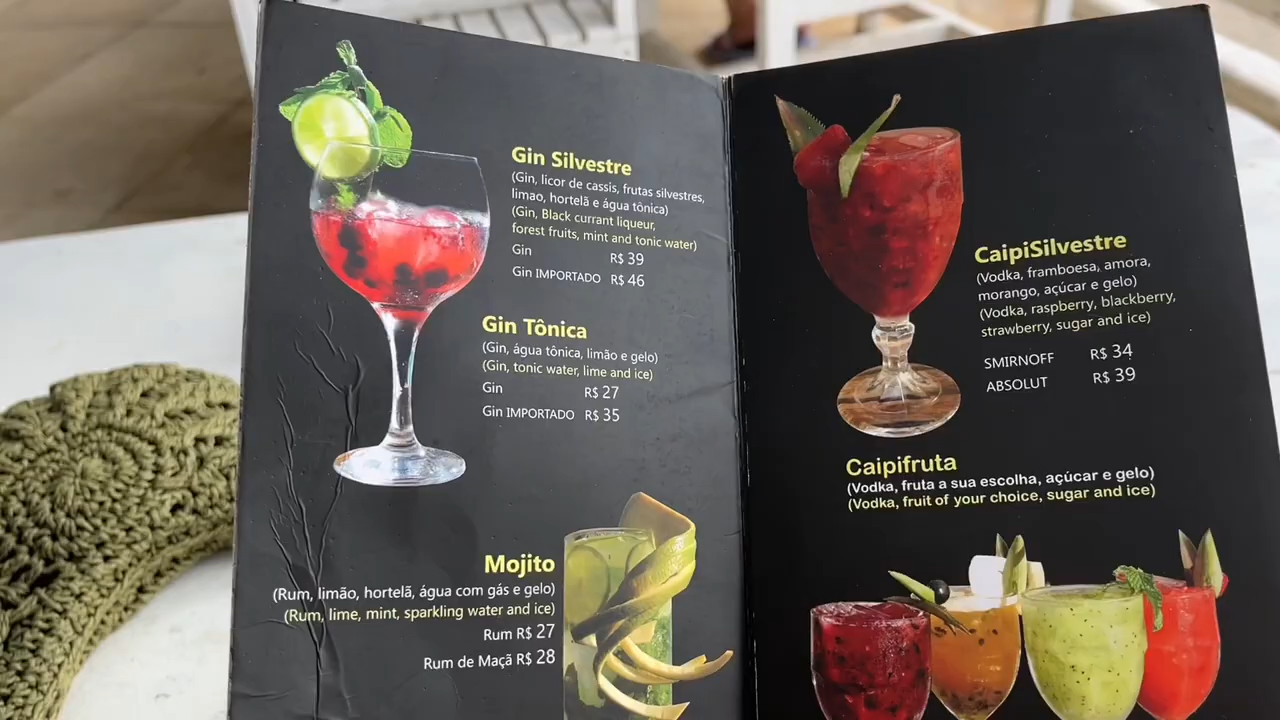 Gin Silvestre
(Gin, licor de cassis, frutas silvestres,
limao, hortelã e água tônica)
(Gin, Black currant liqueur,
forest fruits, mint and tonic water)
Gin R$ 39
Gin IMPORTADO R$ 46
Gin Tônica
(Gin, água tônica, limão e gelo)
(Gin, tonic water, lime and ice)
Gin R$ 27
Gin IMPORTADO R$ 35
Mojito
(Rum, limão, hortelã, água com gás e gelo)
(Rum, lime, mint, sparkling water and ice)
Rum R$ 27
Rum de Maçã R$ 28
CaipiSilvestre
(Vodka, framboesa, amora,
morango, açúcar e gelo)
(Vodka, raspberry, blackberry,
strawberry, sugar and ice)
SMIRNOFF R$ 34
ABSOLUT R$ 39
Caipifruta
(Vodka, fruta a sua escolha, açúcar e gelo)
(Vodka, fruit of your choice, sugar and ice)